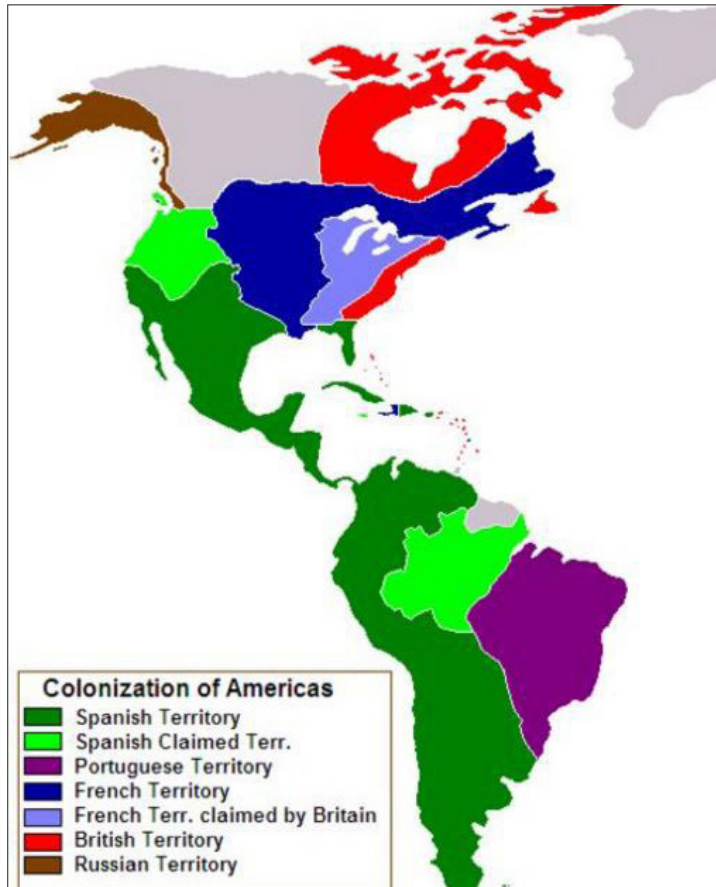 Colonization of Americas
Spanish Territory
Spanish Claimed Terr.
Portuguese Territory
French Territory
French Terr. claimed by Britain
British Territory
Russian Territory